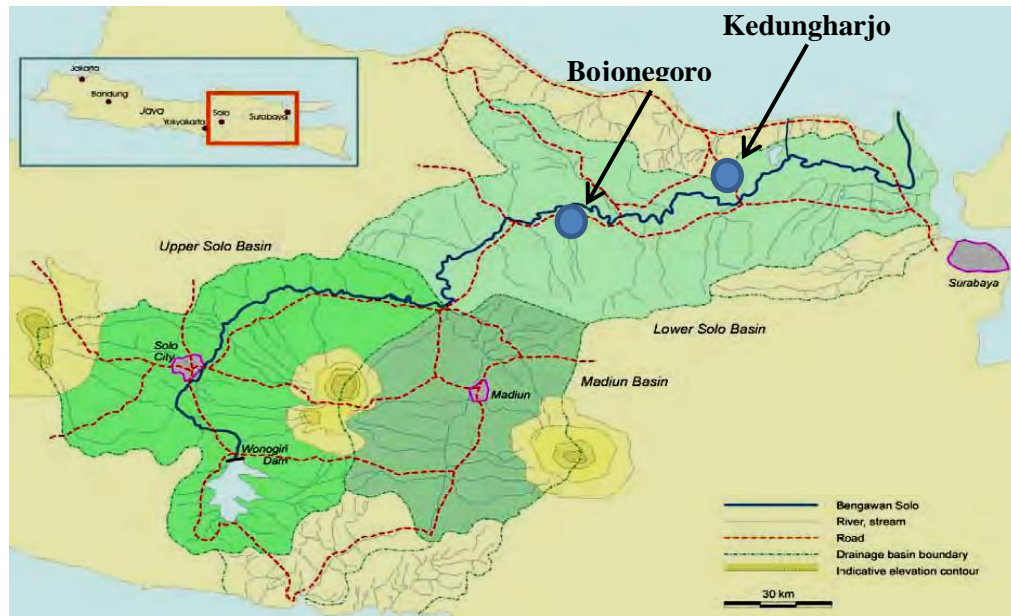 Kedungharjo
Bojonegoro
Jakarta
Bandung
Java
Yokyakarta
Solo
Surabaya
Upper Solo Basin
Surabaya
Lower Solo Basin
Solo
City
Madiun Basin
Madiun
Wonogiri
Dam
Bengawan Solo
River, stream
Road
Drainage basin boundary
Indicative elevation contour
30 km